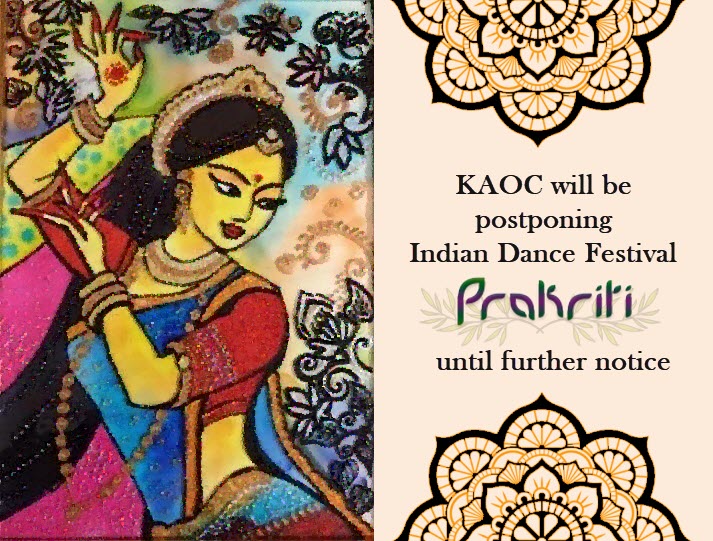 KAOC will be
postponing
Indian Dance Festival
Prakriti
until further notice